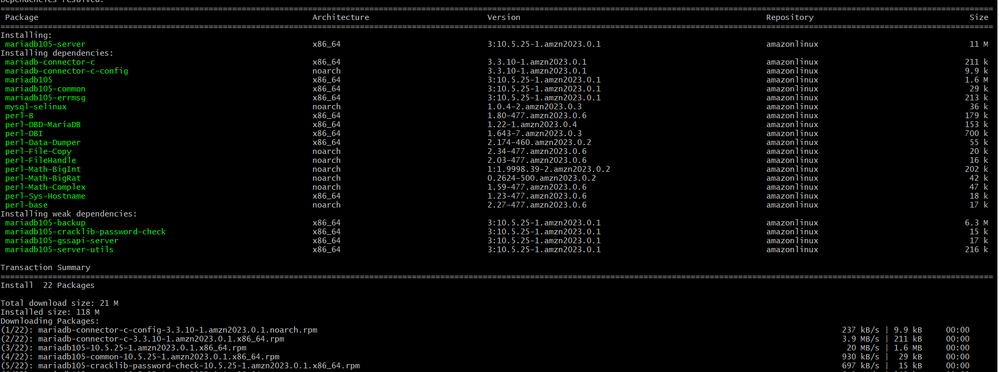 Dependencies resolved.
================================================================================
Package Architecture Version Repository Size
================================================================================
Installing:
mariadb105-server x86_64 3:10.5.25-1.amzn2023.0.1 amazonlinux 11 M
Installing dependencies:
mariadb-connector-c x86_64 3.3.10-1.amzn2023.0.1 amazonlinux 211 k
mariadb-connector-c-config noarch 3.3.10-1.amzn2023.0.1 amazonlinux 9.9 k
mariadb105 x86_64 3:10.5.25-1.amzn2023.0.1 amazonlinux 1.6 M
mariadb105-common x86_64 3:10.5.25-1.amzn2023.0.1 amazonlinux 29 k
mariadb105-errmsg x86_64 3:10.5.25-1.amzn2023.0.1 amazonlinux 213 k
mysql-selinux noarch 1.0.4-2.amzn2023.0.3 amazonlinux 36 k
perl-B x86_64 1.80-477.amzn2023.0.6 amazonlinux 179 k
perl-DBD-MariaDB x86_64 1.22-1.amzn2023.0.4 amazonlinux 153 k
perl-DBI x86_64 1.643-7.amzn2023.0.3 amazonlinux 700 k
perl-Data-Dumper x86_64 2.174-460.amzn2023.0.2 amazonlinux 55 k
perl-File-Copy noarch 2.34-477.amzn2023.0.6 amazonlinux 20 k
perl-FileHandle noarch 2.03-477.amzn2023.0.6 amazonlinux 16 k
perl-Math-BigInt noarch 1:1.9998.39-2.amzn2023.0.2 amazonlinux 202 k
perl-Math-BigRat noarch 0.2624-500.amzn2023.0.2 amazonlinux 42 k
perl-Math-Complex noarch 1.59-477.amzn2023.0.6 amazonlinux 47 k
perl-Sys-Hostname x86_64 1.23-477.amzn2023.0.6 amazonlinux 18 k
perl-base noarch 2.27-477.amzn2023.0.6 amazonlinux 17 k
Installing weak dependencies:
mariadb105-backup x86_64 3:10.5.25-1.amzn2023.0.1 amazonlinux 6.3 M
mariadb105-cracklib-password-check x86_64 3:10.5.25-1.amzn2023.0.1 amazonlinux 15 k
mariadb105-gssapi-server x86_64 3:10.5.25-1.amzn2023.0.1 amazonlinux 17 k
mariadb105-server-utils x86_64 3:10.5.25-1.amzn2023.0.1 amazonlinux 216 k
Transaction Summary
================================================================================
Install 22 Packages
Total download size: 21 M
Installed size: 118 M
Downloading Packages:
(1/22): mariadb-connector-c-config-3.3.10-1.amzn2023.0.1.noarch.rpm 237 kB/s | 9.9 kB 00:00
(2/22): mariadb-connector-c-3.3.10-1.amzn2023.0.1.x86_64.rpm 3.9 MB/s | 211 kB 00:00
(3/22): mariadb105-10.5.25-1.amzn2023.0.1.x86_64.rpm 20 MB/s | 1.6 MB 00:00
(4/22): mariadb105-common-10.5.25-1.amzn2023.0.1.x86_64.rpm 930 kB/s | 29 kB 00:00
(5/22): mariadb105-cracklib-password-check-10.5.25-1.amzn2023.0.1.x86_64.rpm 697 kB/s | 15 kB 00:00